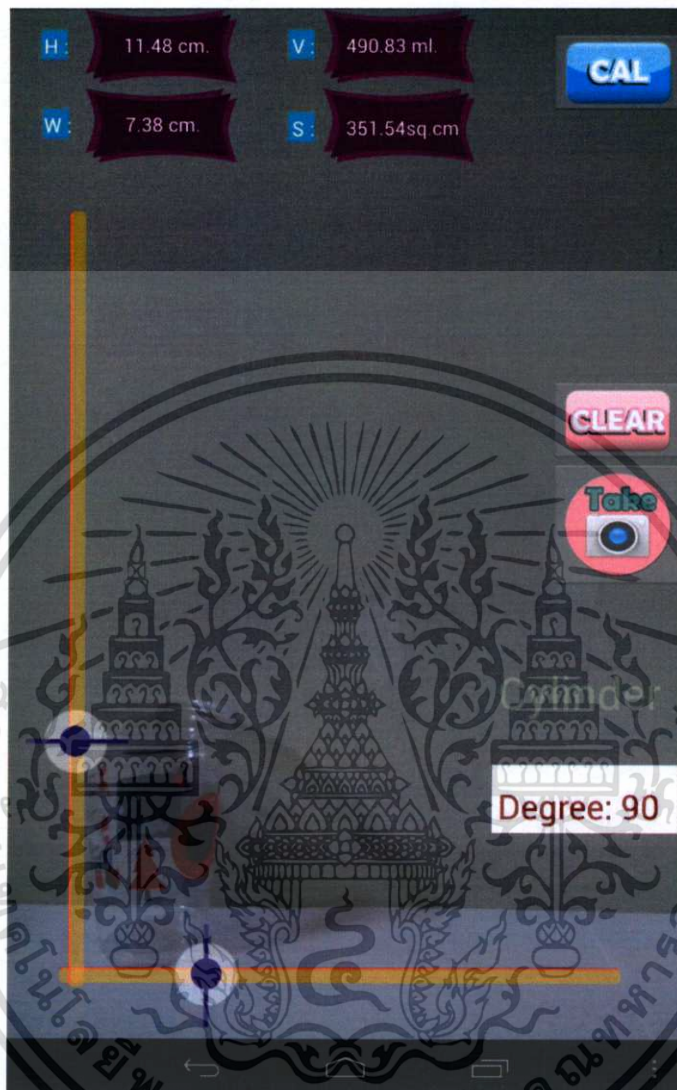 H : 11.48 cm. V : 490.83 ml.
CAL
W : 7.38 cm. S : 351.54sq.cm
CLEAR
Take
Cylinder
Degree: 90